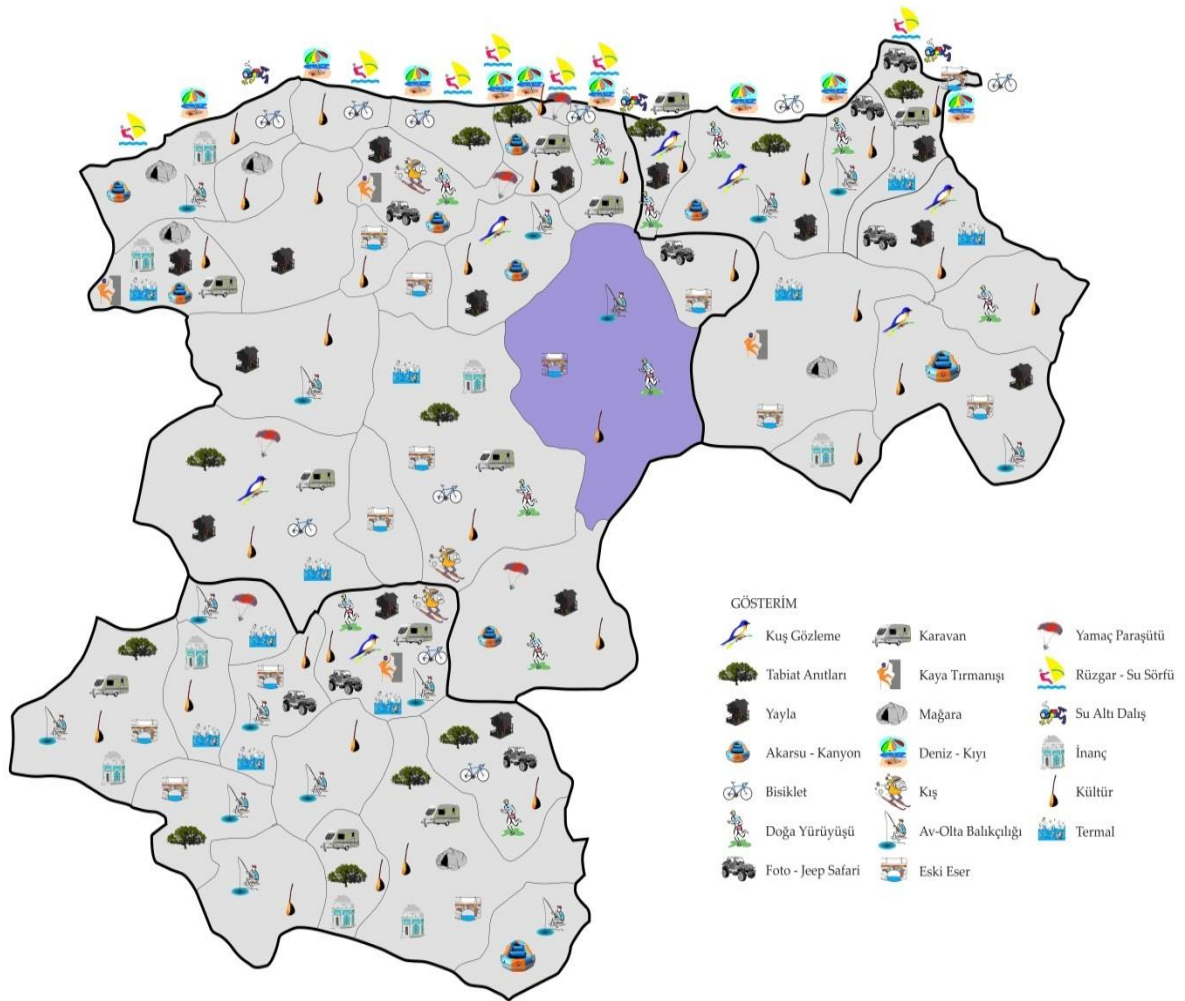 GÖSTERİM
Kuş Gözleme
Tabiat Anıtları
Yayla
Akarsu - Kanyon
Bisiklet
Doğa Yürüyüşü
Foto - Jeep Safari
Karavan
Kaya Tırmanışı
Mağara
Deniz - Kıyı
Kış
Av-Olta Balıkçılığı
Eski Eser
Yamaç Paraşütü
Rüzgar - Su Sörfü
Su Altı Dalış
İnanç
Kültür
Termal